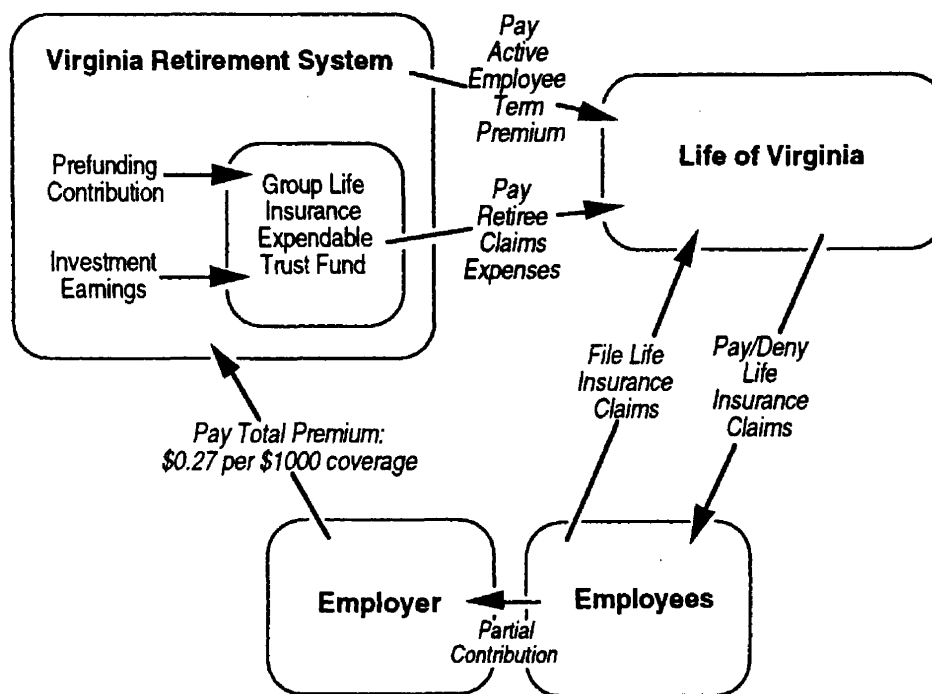 Virginia Retirement System
Prefunding
Contribution
Investment
Earnings
Group Life
Insurance
Expendable
Trust Fund
Pay
Active
Employee
Term
Premium
Pay
Retiree
Claims
Expenses
Life of Virginia
File Life
Insurance
Claims
Pay/Deny
Life
Insurance
Claims
Pay Total Premium:
$0.27 per $1000 coverage
Employer
Partial
Contribution
Employees